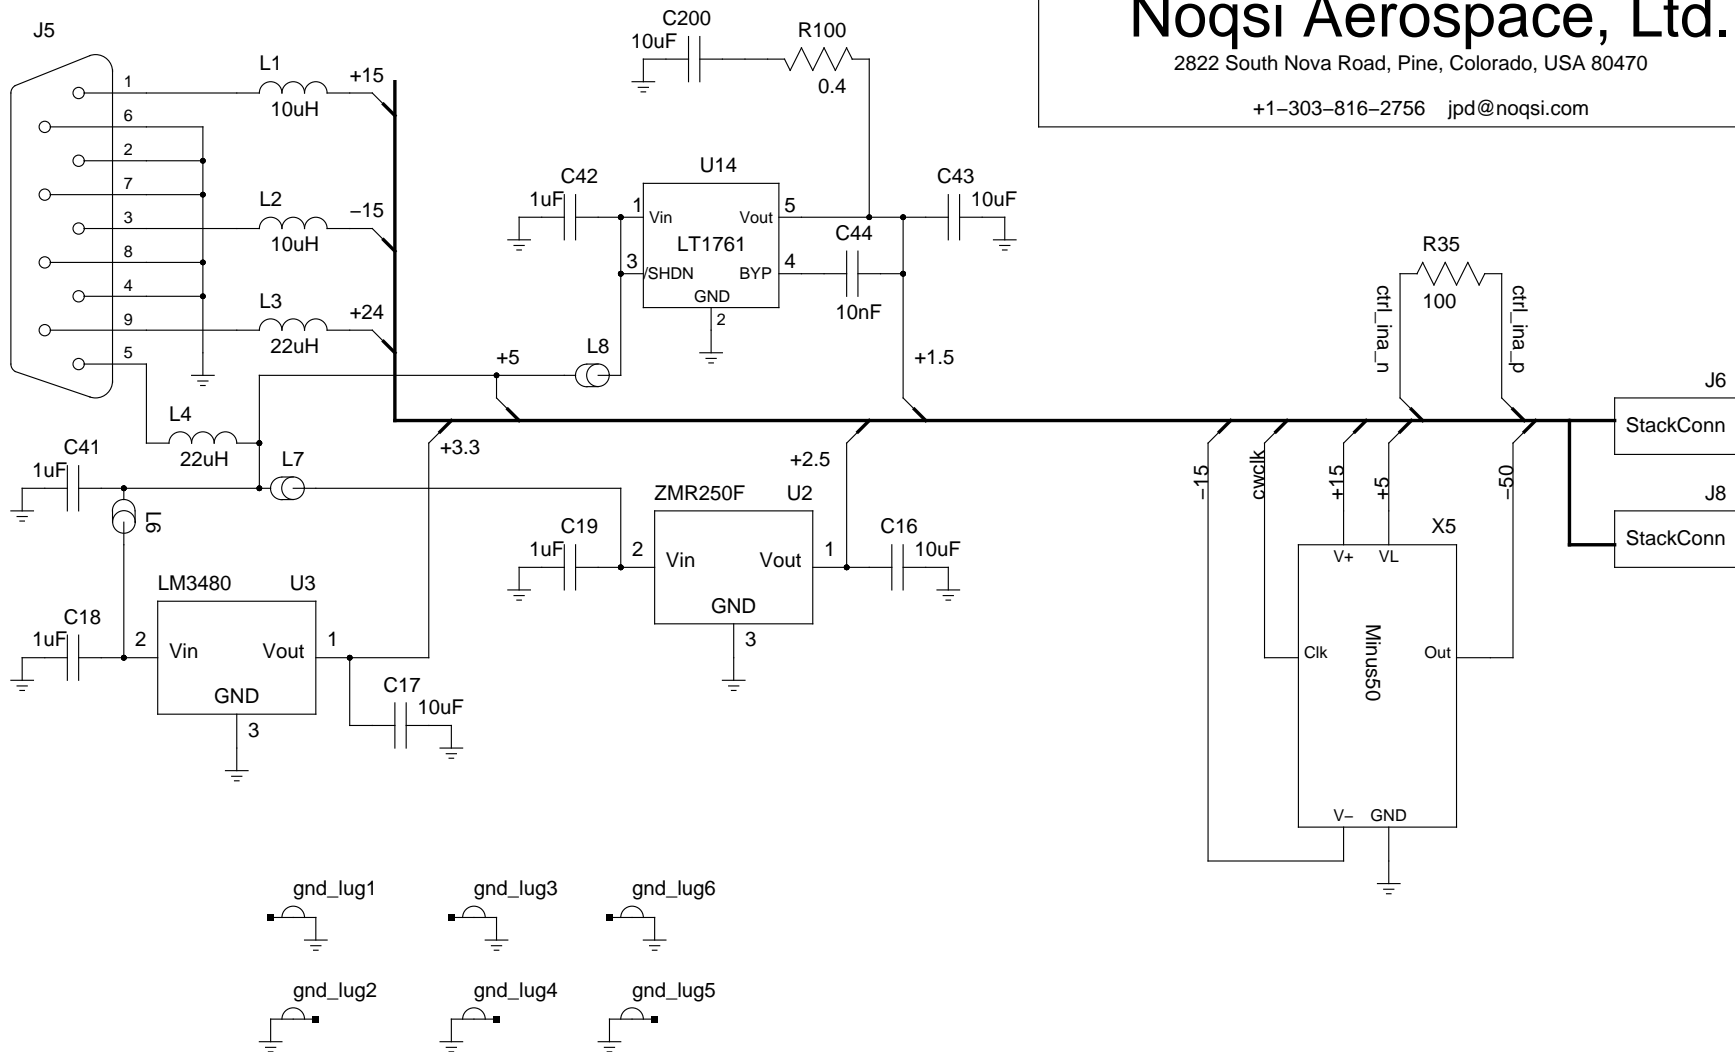 Noqsi Aerospace, Ltd.
2822 South Nova Road, Pine, Colorado, USA 80470
+1−303−816−2756 jpd@noqsi.com
J5
1
6
2
7
3
8
4
9
5
L1
10uH
+15
L2
10uH
−15
L3
22uH
+24
L4
22uH
C200
10uF
R100
0.4
U14
C42
1uF
1
Vin
Vout
5
LT1761
3
/SHDN
BYP
4
GND
2
C43
10uF
C44
10nF
L8
+5
+1.5
R35
100
ctrl_ina_n
ctrl_ina_p
J6
StackConn
J8
StackConn
C41
1uF
L7
L6
+3.3
+2.5
ZMR250F
U2
C19
1uF
2
Vin
Vout
1
GND
3
C16
10uF
LM3480
U3
C18
1uF
2
Vin
Vout
1
GND
3
C17
10uF
−15
cwclk
+15
+5
−50
X5
V+
VL
Clk
Out
Minus50
V−
GND
gnd_lug1
gnd_lug3
gnd_lug6
gnd_lug2
gnd_lug4
gnd_lug5